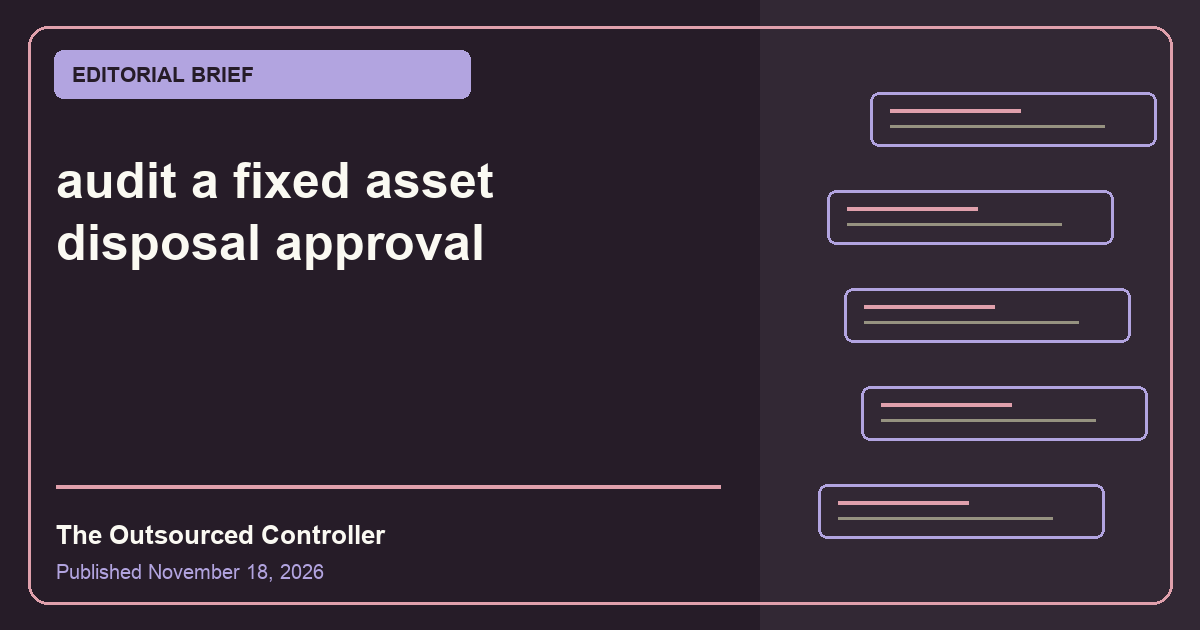 EDITORIAL BRIEF
audit a fixed asset
disposal approval
The Outsourced Controller
Published November 18, 2026